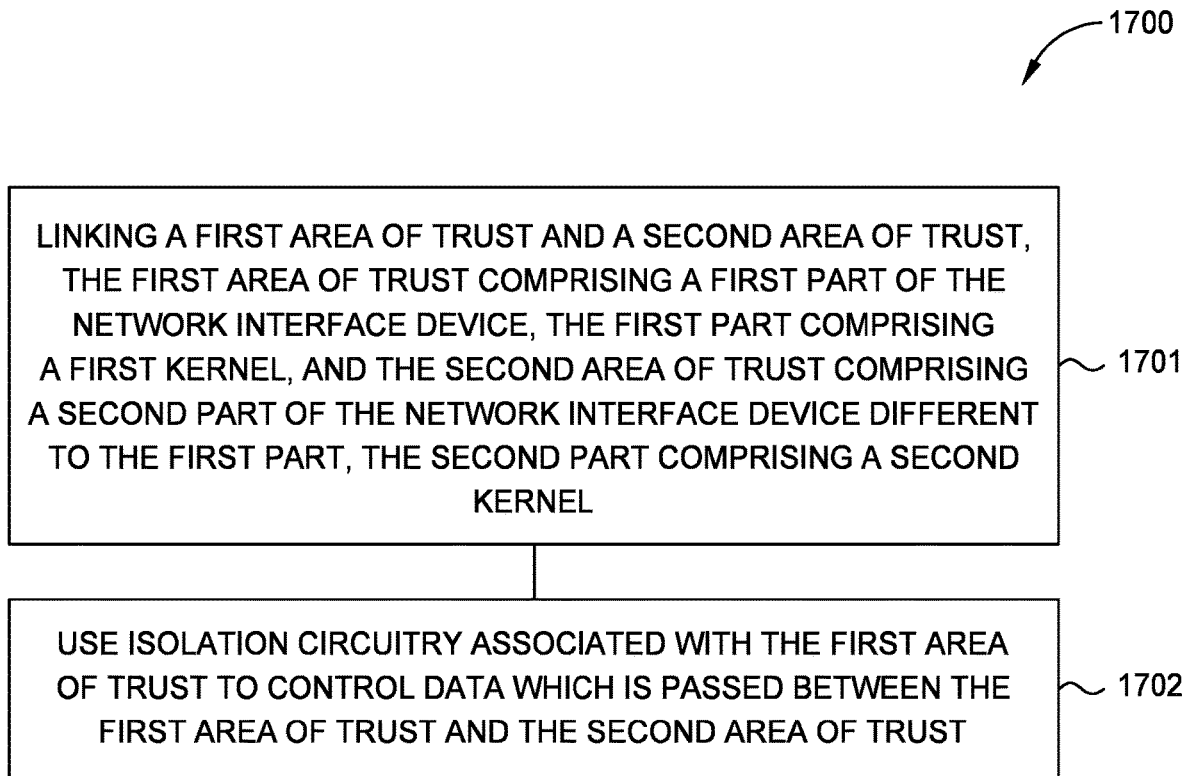 1700
LINKING A FIRST AREA OF TRUST AND A SECOND AREA OF TRUST,
THE FIRST AREA OF TRUST COMPRISING A FIRST PART OF THE
NETWORK INTERFACE DEVICE, THE FIRST PART COMPRISING
A FIRST KERNEL, AND THE SECOND AREA OF TRUST COMPRISING
A SECOND PART OF THE NETWORK INTERFACE DEVICE DIFFERENT
TO THE FIRST PART, THE SECOND PART COMPRISING A SECOND
KERNEL
1701
USE ISOLATION CIRCUITRY ASSOCIATED WITH THE FIRST AREA
OF TRUST TO CONTROL DATA WHICH IS PASSED BETWEEN THE
FIRST AREA OF TRUST AND THE SECOND AREA OF TRUST
1702